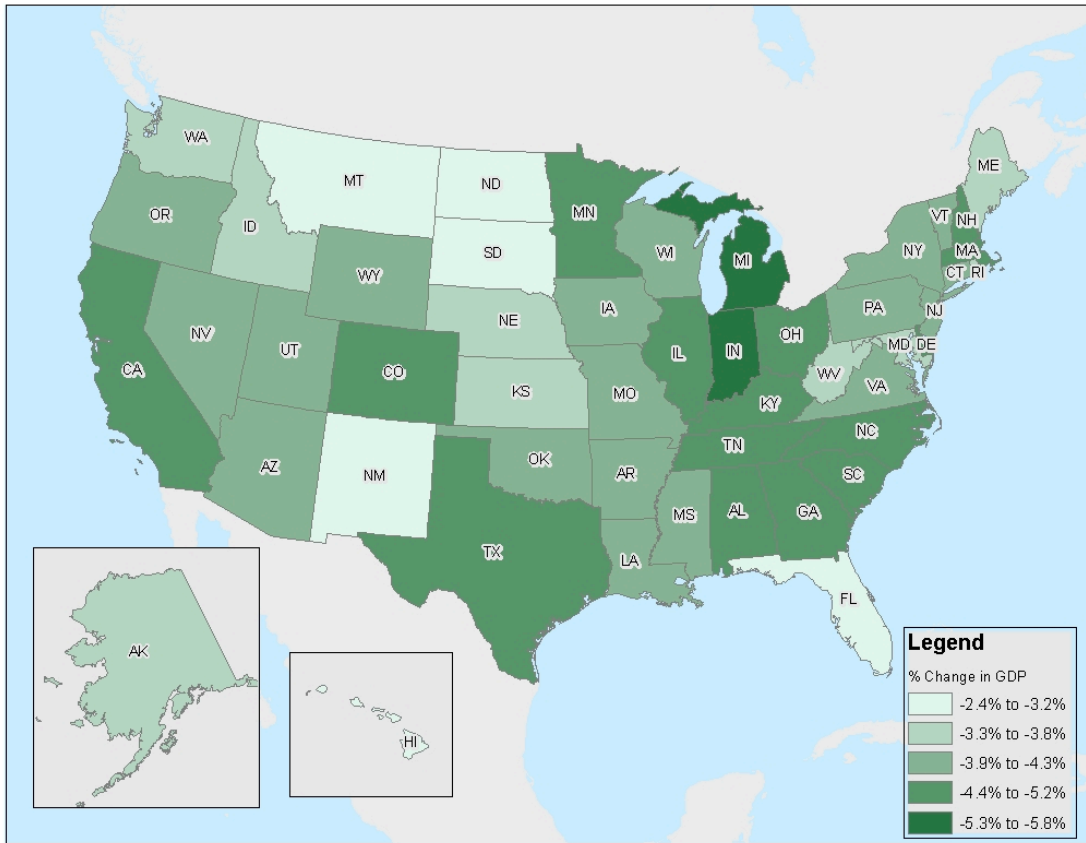 WA
MT
ND
MN
ME
OR
ID
SD
WI
VT
NH
NY
MA
WY
MI
CT
RI
NE
IA
PA
NJ
NV
UT
CO
IL
IN
OH
MD
DE
CA
KS
MO
WV
VA
KY
AZ
NM
OK
TN
NC
AR
SC
TX
MS
AL
GA
LA
FL
AK
HI
Legend
% Change in GDP
-2.4% to -3.2%
-3.3% to -3.8%
-3.9% to -4.3%
-4.4% to -5.2%
-5.3% to -5.8%